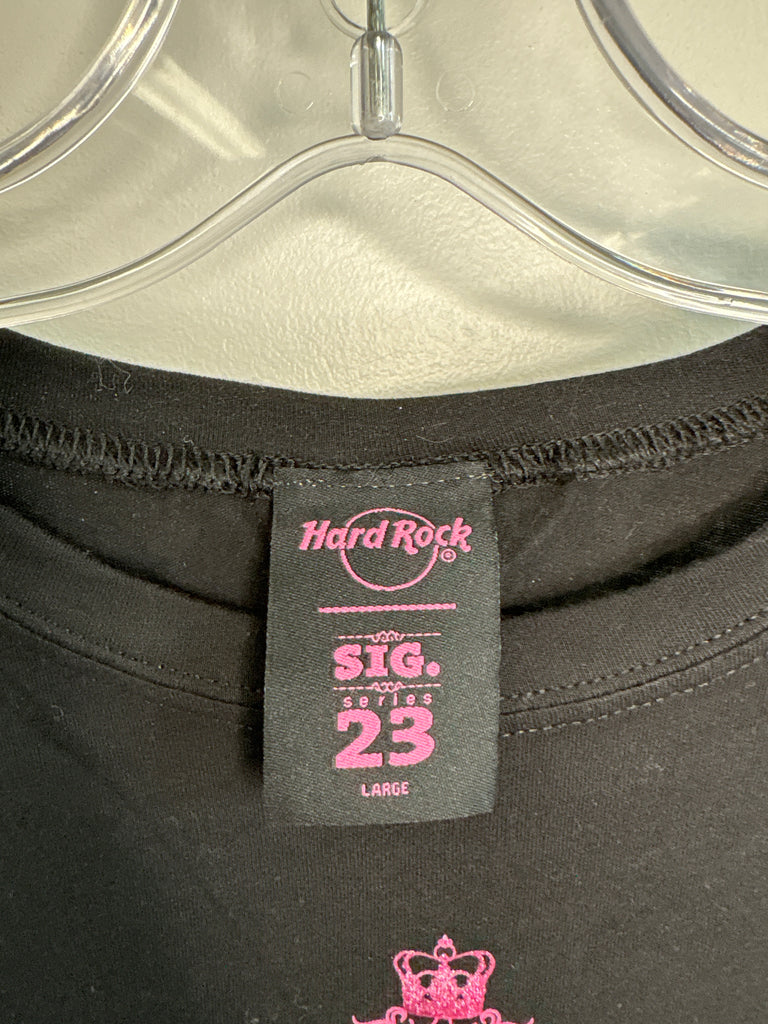 Hard Rock ©
SIG.
series
23
LARGE